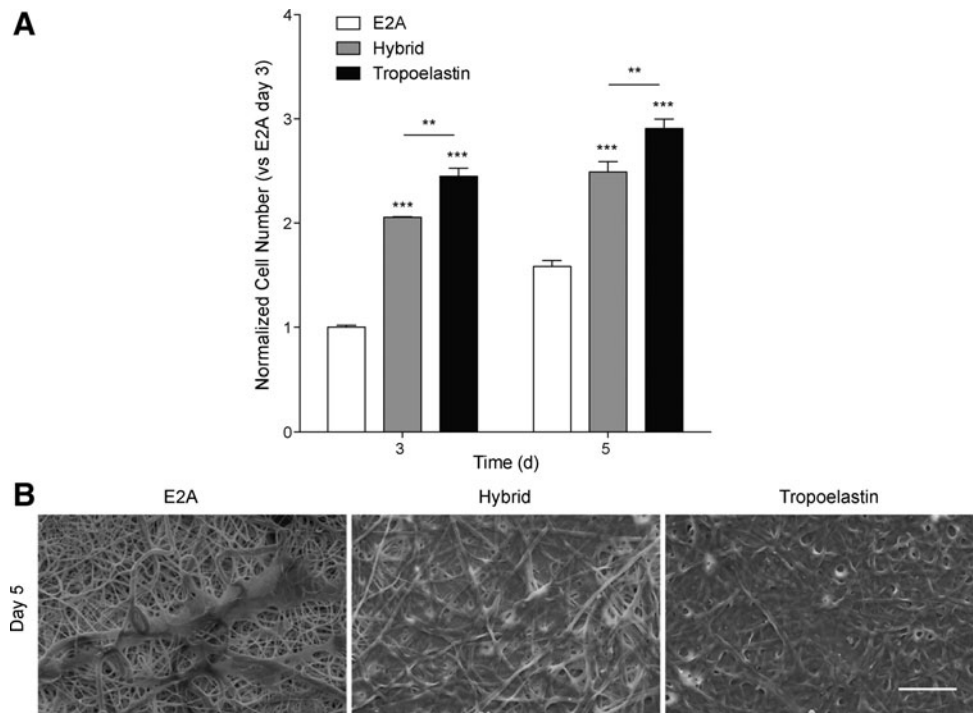 A
E2A
Hybrid
Tropoelastin
Normalized Cell Number (vs E2A day 3)
4
3
2
1
0
***
**
***
***
**
***
3
5
Time (d)
B
E2A
Hybrid
Tropoelastin
Day 5